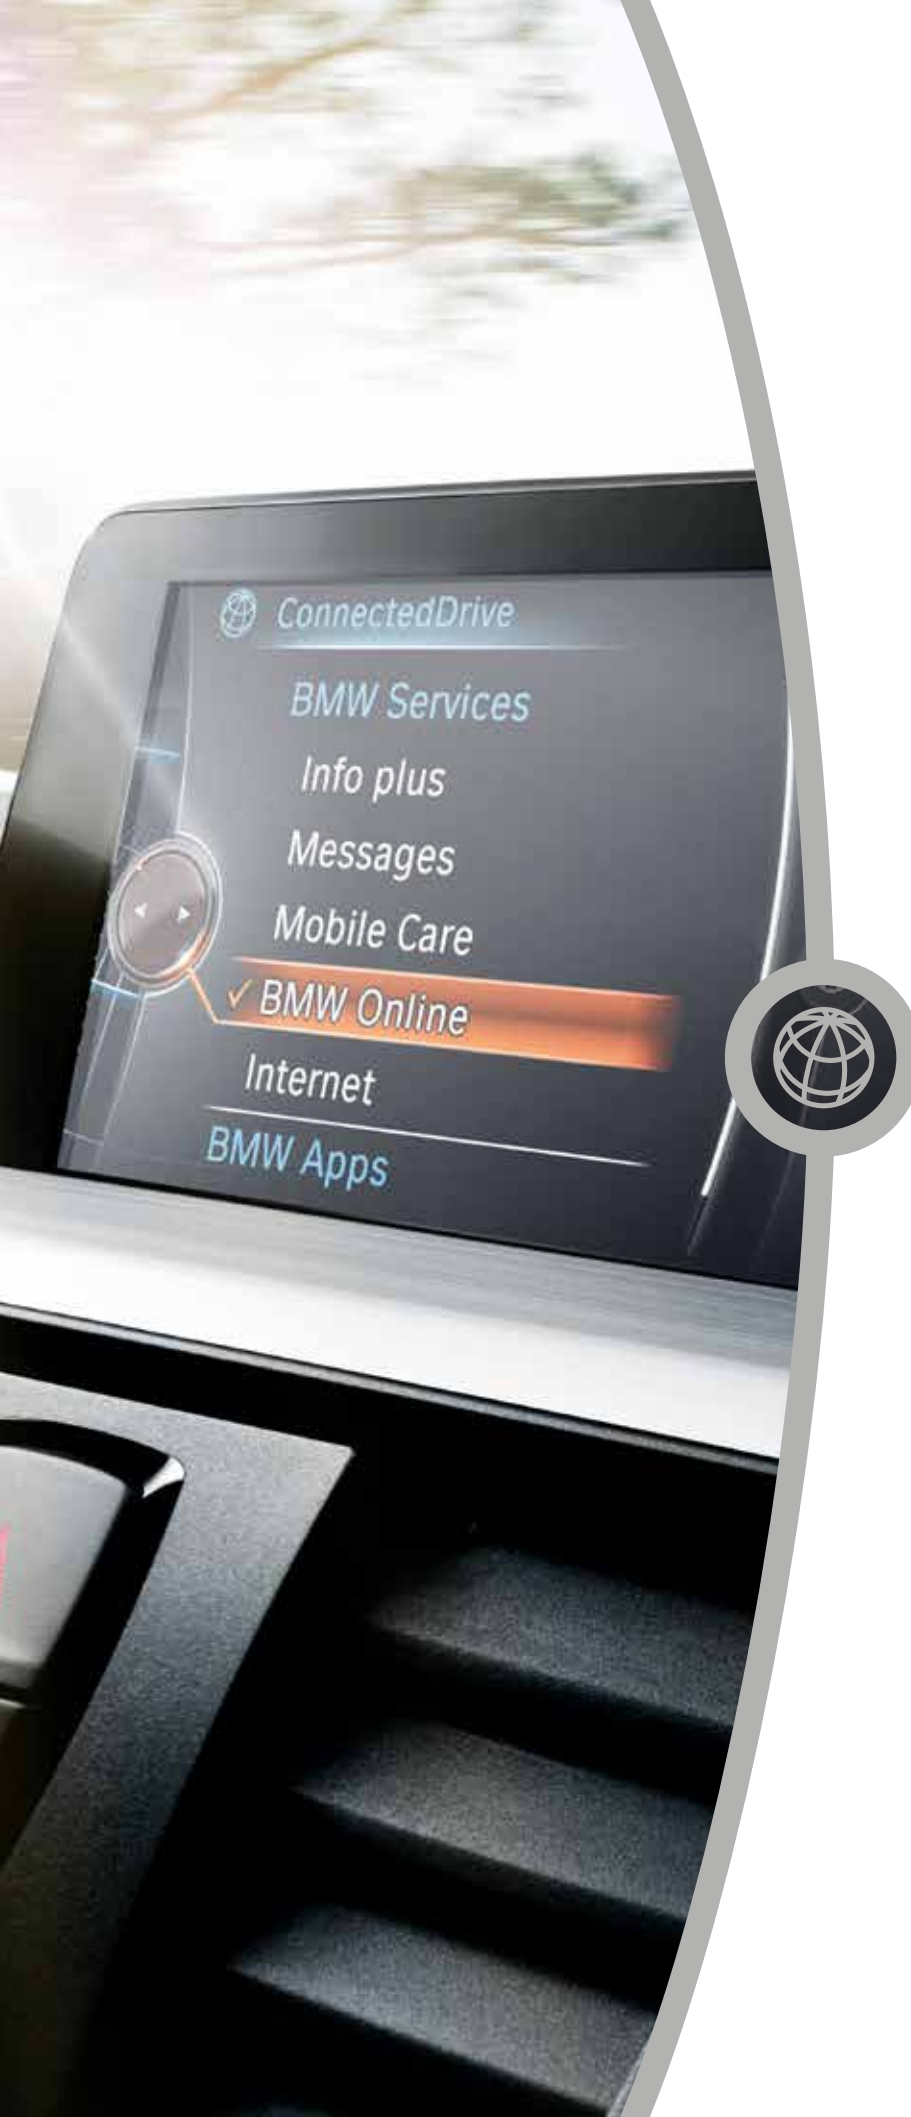 ConnectedDrive
BMW Services
Info plus
Messages
Mobile Care
✓ BMW Online
Internet
BMW Apps